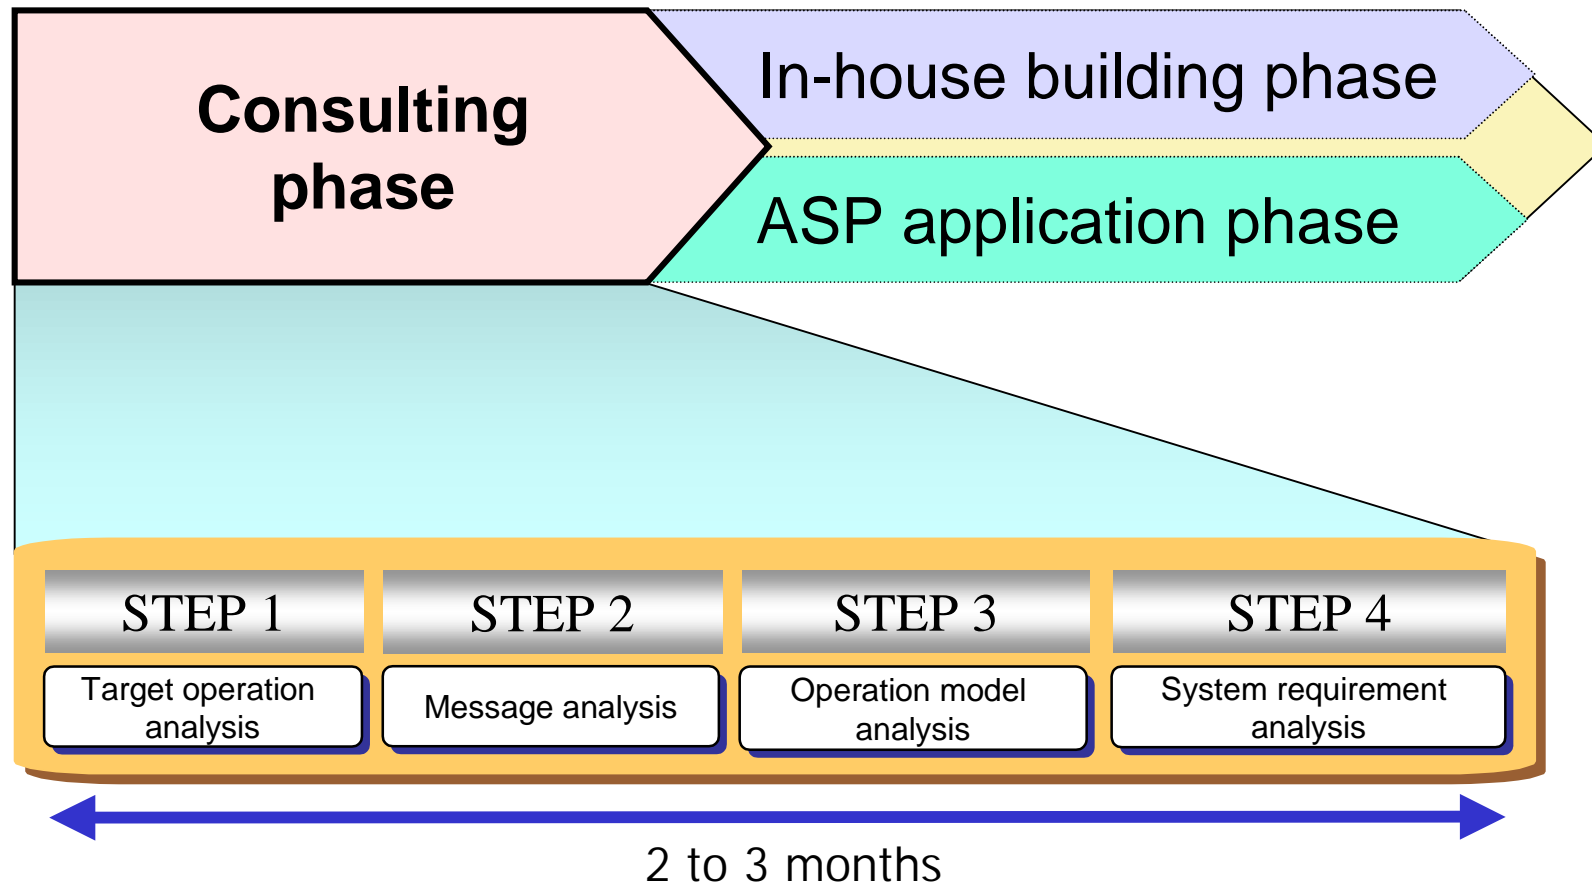 Consulting
phase
In-house building phase
ASP application phase
STEP 1
STEP 2
STEP 3
STEP 4
Target operation
analysis
Message analysis
Operation model
analysis
System requirement
analysis
2 to 3 months